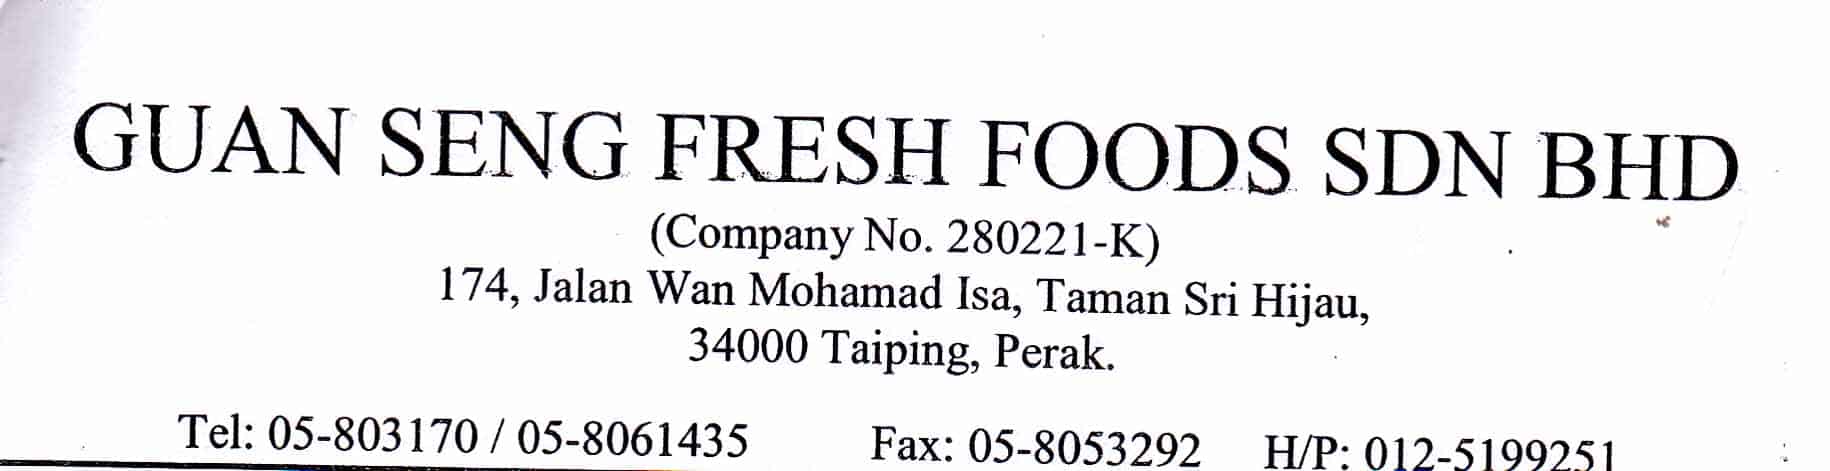 GUAN SENG FRESH FOODS SDN BHD
(Company No. 280221-K)
174, Jalan Wan Mohamad Isa, Taman Sri Hijau,
34000 Taiping, Perak.
Tel: 05-803170 / 05-8061435 Fax: 05-8053292 H/P: 012-5199251